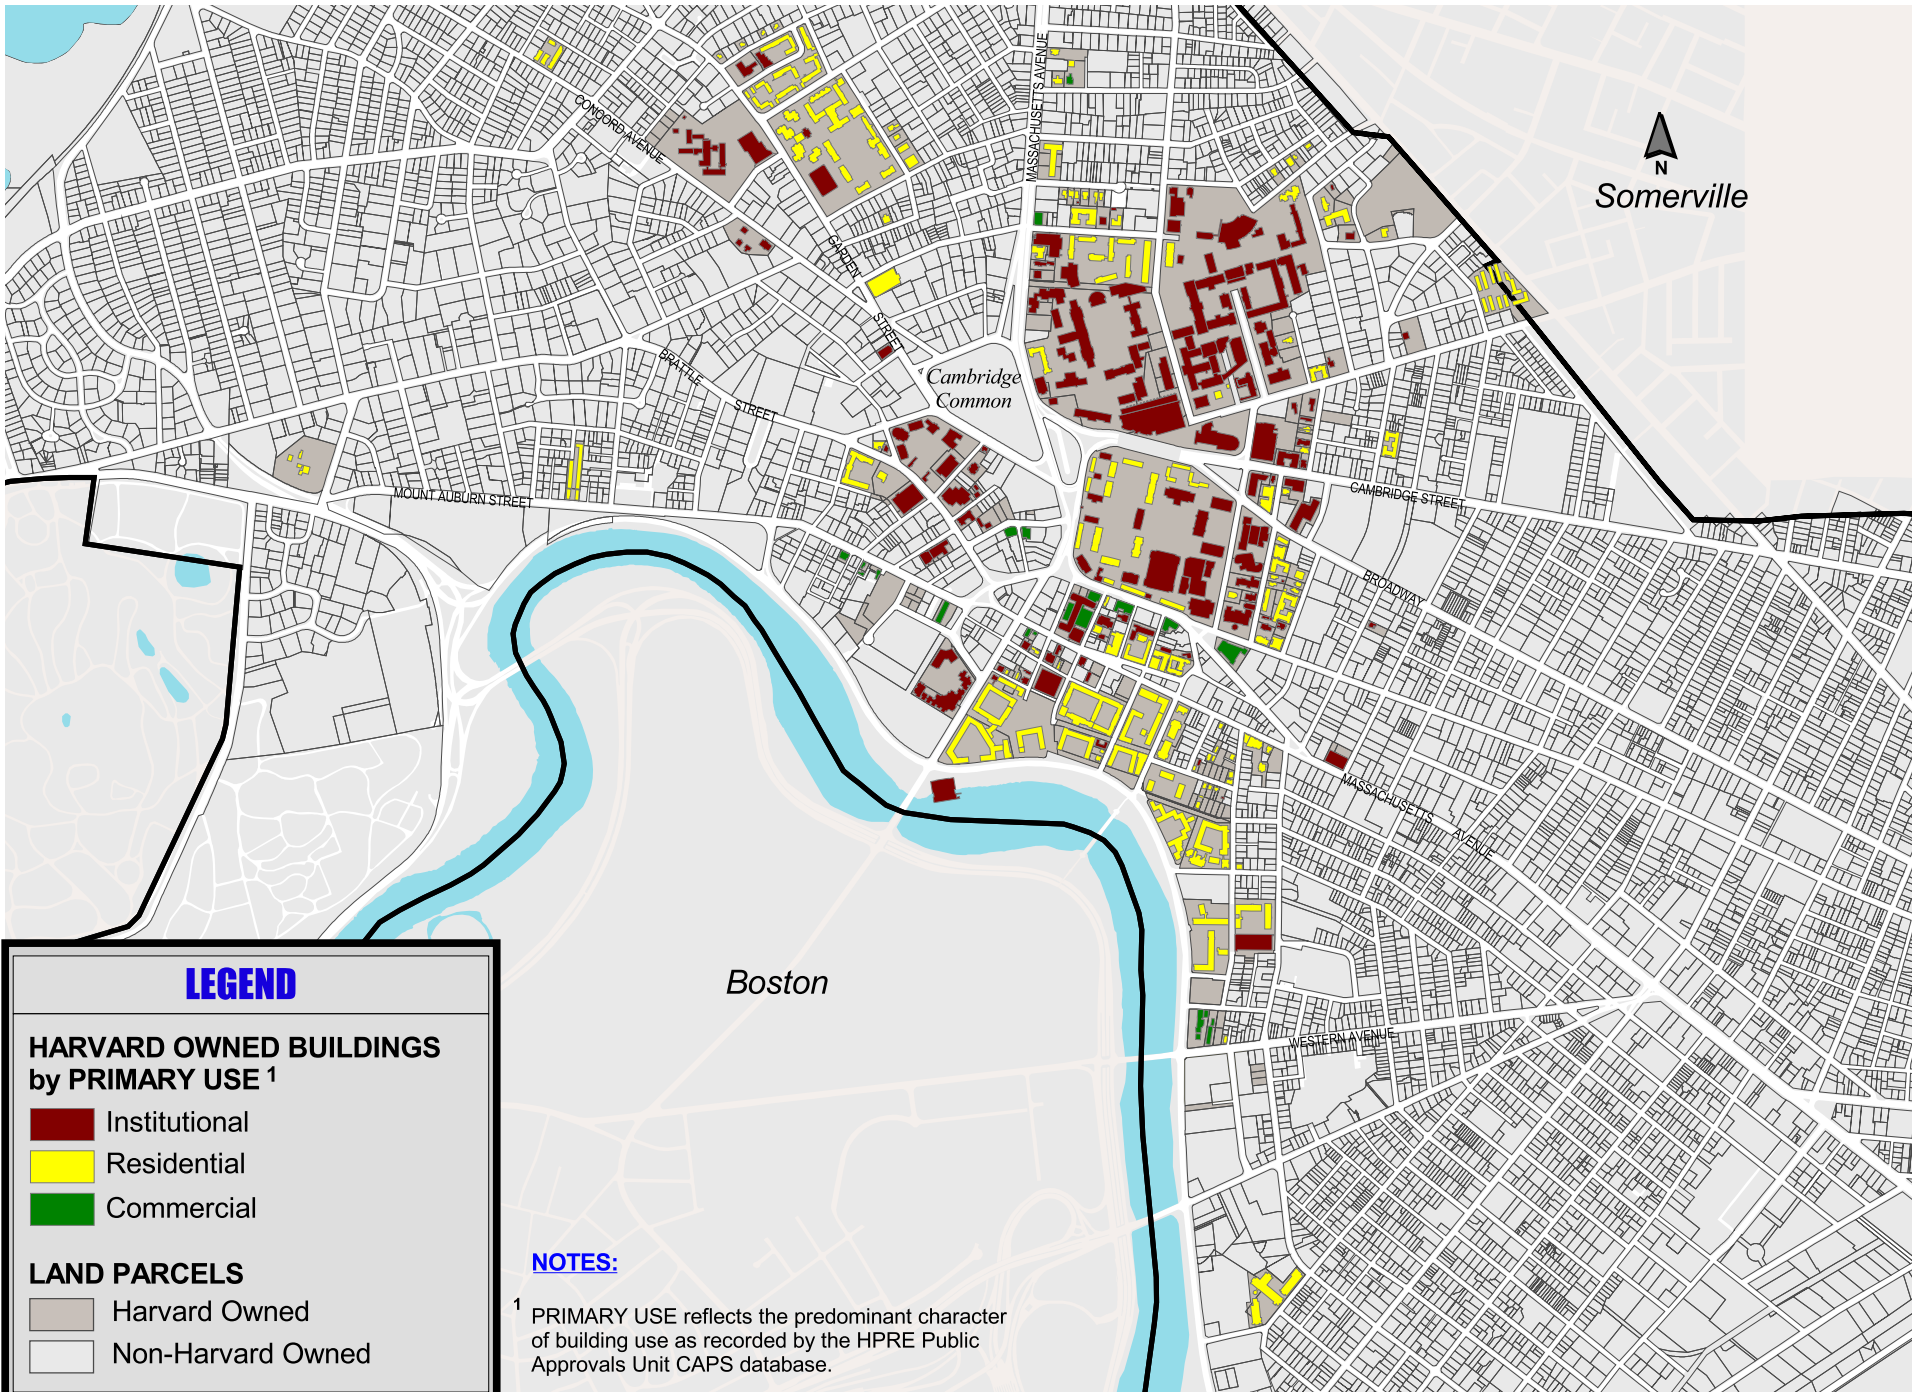 MASSACHUSETTS AVENUE
CONCORD AVENUE
N
Somerville
GARDEN
STREET
BRATTLE
STREET
Cambridge
Common
MOUNT AUBURN STREET
CAMBRIDGE STREET
BROADWAY
MASSACHUSETTS AVENUE
Boston
WESTERN AVENUE
LEGEND
HARVARD OWNED BUILDINGS
by PRIMARY USE 1
Institutional
Residential
Commercial
LAND PARCELS
Harvard Owned
Non-Harvard Owned
NOTES:
1 PRIMARY USE reflects the predominant character
of building use as recorded by the HPRE Public
Approvals Unit CAPS database.